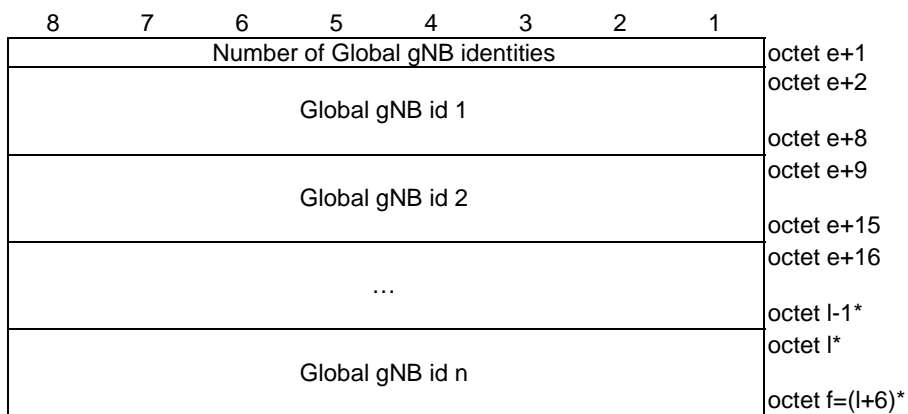 8 7 6 5 4 3 2 1
Number of Global gNB identities octet e+1
octet e+2
Global gNB id 1
octet e+8
octet e+9
Global gNB id 2
octet e+15
octet e+16
…
octet l-1*
octet l*
Global gNB id n
octet f=(l+6)*